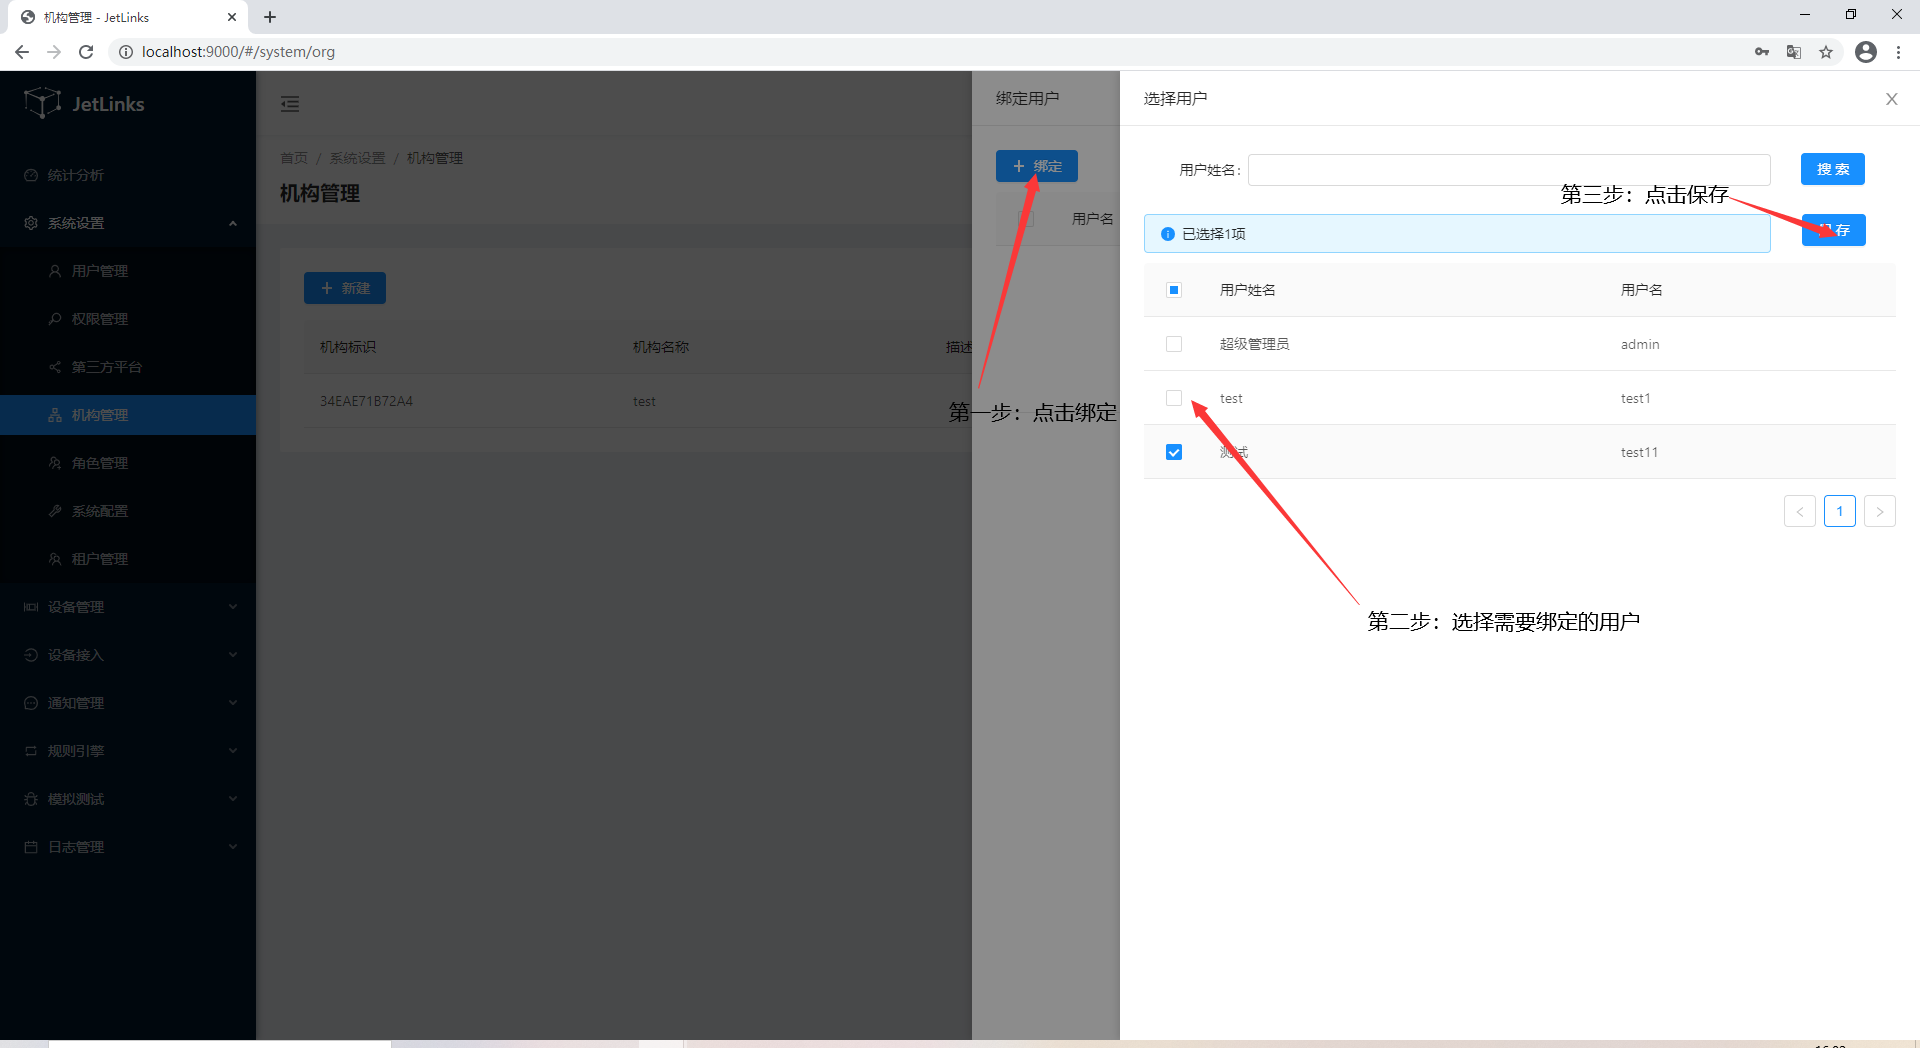 机构管理 - JetLinks
localhost:9000/#/system/org
JetLinks
统计分析
系统设置
用户管理
权限管理
第三方平台
机构管理
角色管理
系统配置
租户管理
设备管理
设备接入
通知管理
规则引擎
模拟测试
日志管理
首页 / 系统设置 / 机构管理
机构管理
+ 新建
机构标识 机构名称 描述
34EAE71B72A4 test
绑定用户
+ 绑定
用户名
第一步：点击绑定
选择用户
用户姓名：
搜 索
第三步：点击保存
已选择1项
存
用户姓名 用户名
超级管理员 admin
test test1
测试 test11
< 1 >
第二步：选择需要绑定的用户